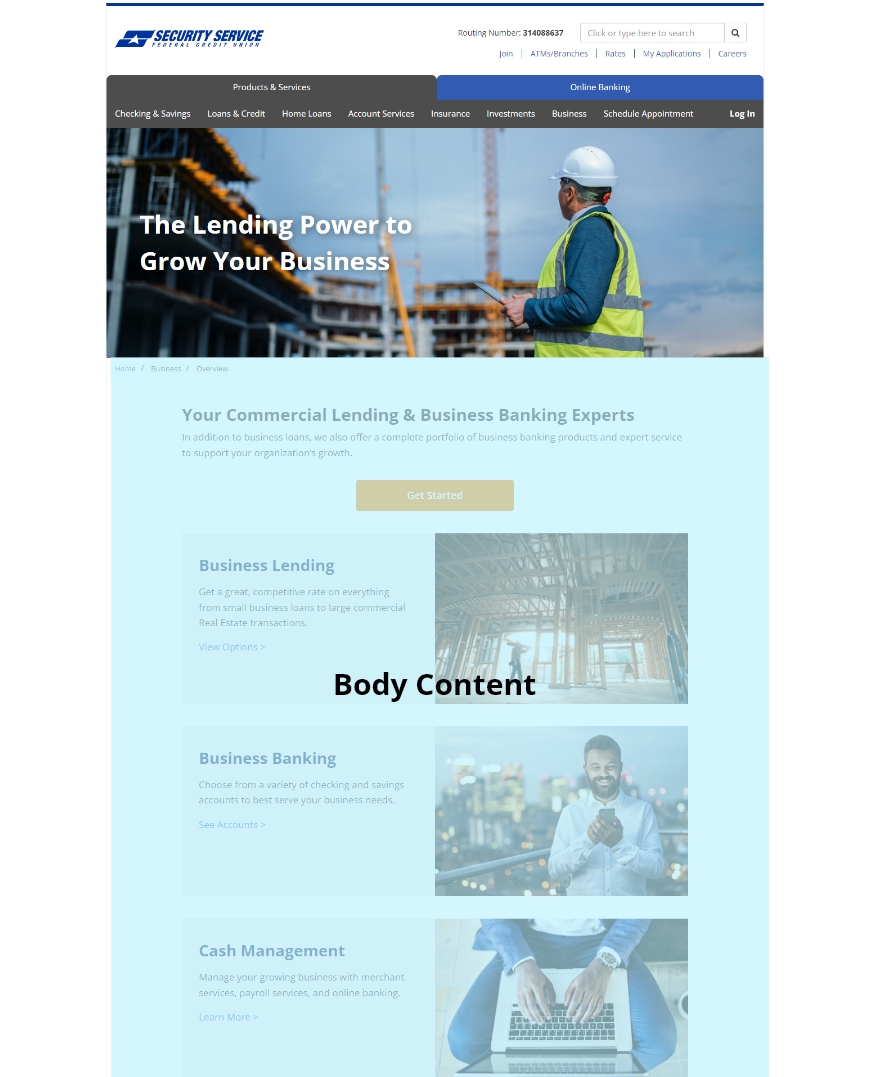 SECURITY SERVICE
FEDERAL CREDIT UNION
Routing Number: 314088637
Click or type here to search
Join
ATMs/Branches
Rates
My Applications
Careers
Products & Services
Online Banking
Checking & Savings
Loans & Credit
Home Loans
Account Services
Insurance
Investments
Business
Schedule Appointment
Log In
The Lending Power to
Grow Your Business
Home / Business / Overview
Your Commercial Lending & Business Banking Experts
In addition to business loans, we also offer a complete portfolio of business banking products and expert service
to support your organization's growth.
Get Started
Business Lending
Get a great, competitive rate on everything
from small business loans to large commercial
Real Estate transactions.
View Options >
Body Content
Business Banking
Choose from a variety of checking and savings
accounts to best serve your business needs.
See Accounts >
Cash Management
Manage your growing business with merchant
services, payroll services, and online banking.
Learn More >